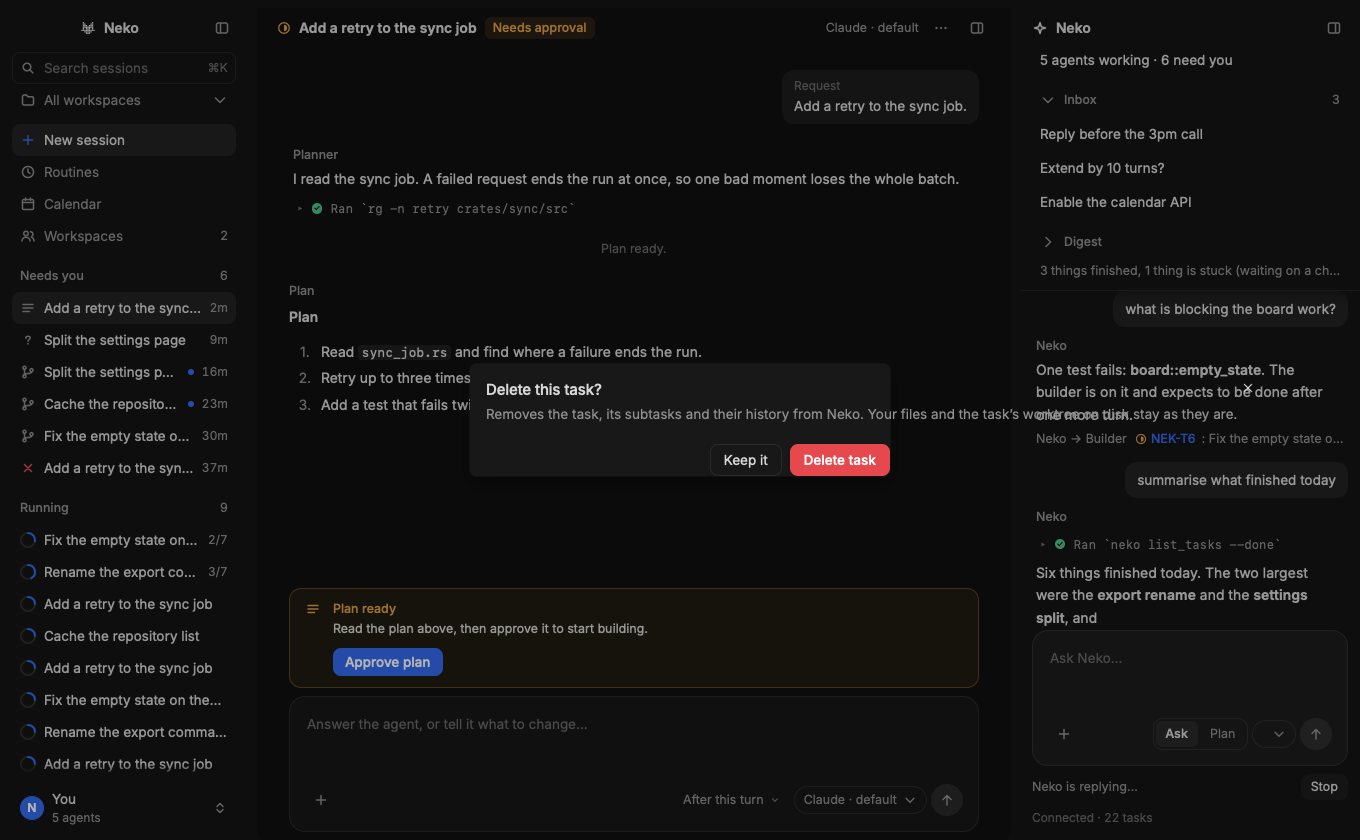 Neko
Search sessions ⌘K
All workspaces
New session
Routines
Calendar
Workspaces 2
Needs you 6
Add a retry to the sync... 2m
Split the settings page 9m
Split the settings p... 16m
Cache the reposito... 23m
Fix the empty state o... 30m
Add a retry to the syn... 37m
Running 9
Fix the empty state on... 2/7
Rename the export co... 3/7
Add a retry to the sync job
Cache the repository list
Add a retry to the sync job
Fix the empty state on the...
Rename the export comma...
Add a retry to the sync job
N
You
5 agents
Add a retry to the sync job Needs approval Claude · default
Request
Add a retry to the sync job.
Planner
I read the sync job. A failed request ends the run at once, so one bad moment loses the whole batch.
Ran `rg -n retry crates/sync/src`
Plan ready.
Plan
Plan
1. Read sync_job.rs and find where a failure ends the run.
2. Retry up to three times
3. Add a test that fails twi
Delete this task?
Removes the task, its subtasks and their history from Neko. Your files and the task's worktree on disk stay as they are.
Keep it Delete task
Plan ready
Read the plan above, then approve it to start building.
Approve plan
Answer the agent, or tell it what to change...
After this turn Claude · default
Neko
5 agents working · 6 need you
Inbox 3
Reply before the 3pm call
Extend by 10 turns?
Enable the calendar API
Digest
3 things finished, 1 thing is stuck (waiting on a ch...
what is blocking the board work?
Neko
One test fails: board::empty_state. The
builder is on it and expects to be done after
one more turn.
Neko → Builder NEK-T6 : Fix the empty state o...
summarise what finished today
Neko
Ran `neko list_tasks --done`
Six things finished today. The two largest
were the export rename and the settings
split, and
Ask Neko...
Ask Plan
Neko is replying... Stop
Connected · 22 tasks